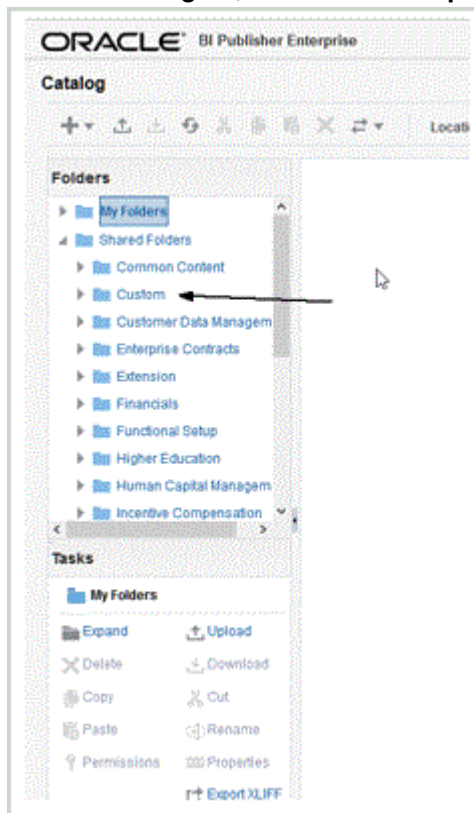 ORACLE BI Publisher Enterprise
Catalog
Folders
My Folders
Shared Folders
Common Content
Custom
Customer Data Managem
Enterprise Contracts
Extension
Financials
Functional Setup
Higher Education
Human Capital Managem
Incentive Compensation
Tasks
My Folders
Expand Upload
Delete Download
Copy Cut
Paste Rename
Permissions Properties
Export XLIFF